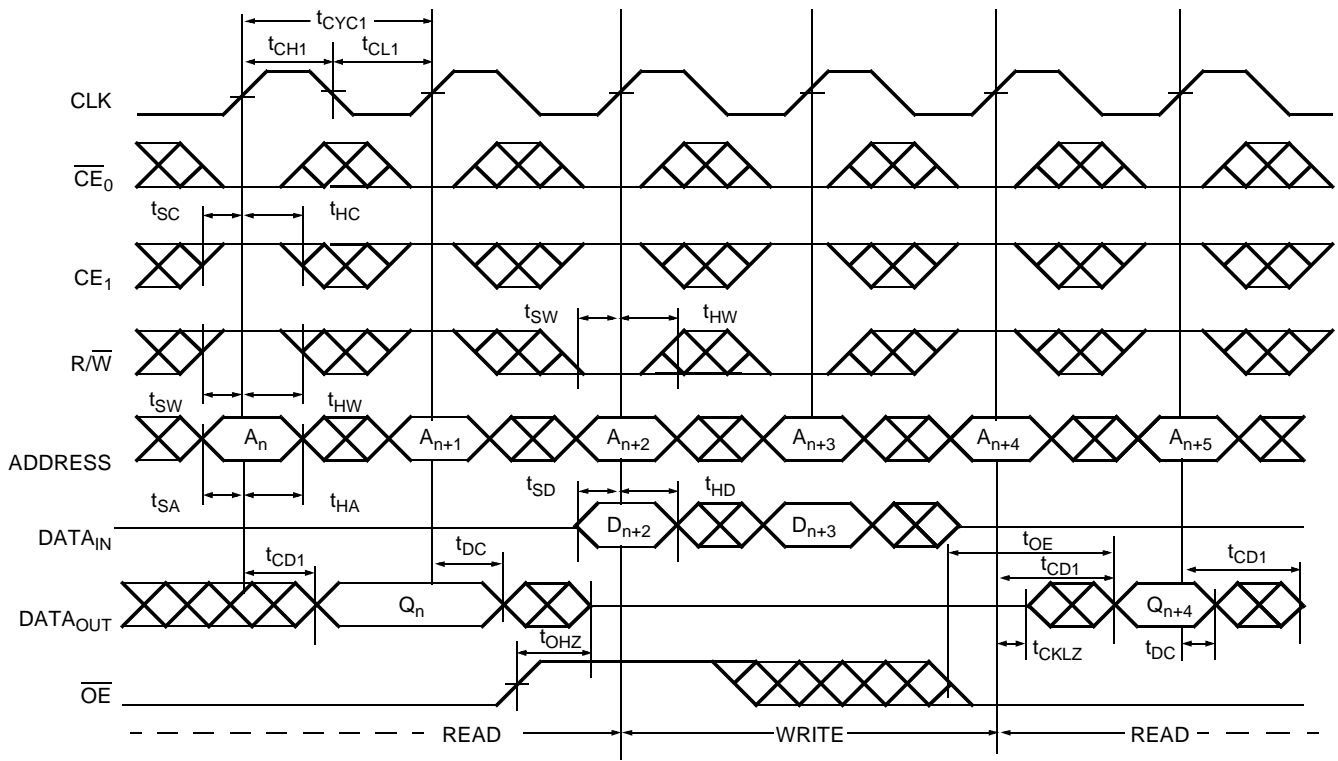 tCYC1
tCH1 tCL1
CLK
CE0
tSC tHC
CE1
tSW tHW
R/W
tSW tHW
ADDRESS An An+1 An+2 An+3 An+4 An+5
tSA tHA tSD tHD
DATAIN Dn+2 Dn+3
tCD1 tDC tOE tCD1 tCD1
DATAOUT Qn Qn+4
tOHZ tCKLZ tDC
OE
READ WRITE READ